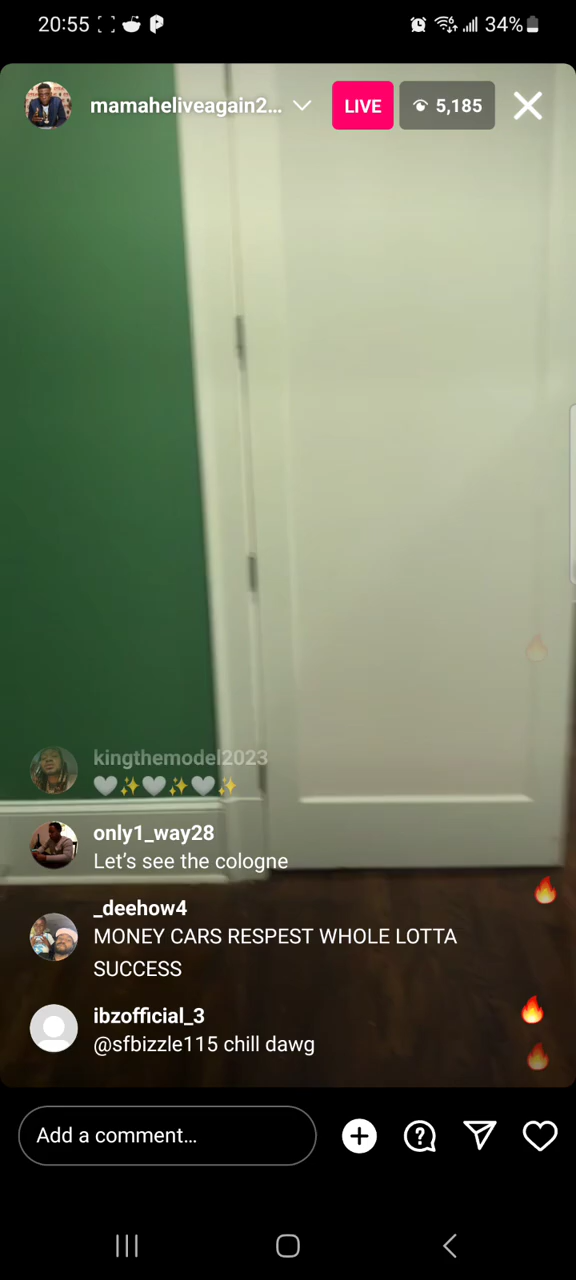 20:55
34%
mamaheliveagain2...
LIVE
5,185
kingthemodel2023
🤍✨🤍✨🤍✨
only1_way28
Let’s see the cologne
_deehow4
MONEY CARS RESPEST WHOLE LOTTA
SUCCESS
ibzofficial_3
@sfbizzle115 chill dawg
Add a comment...